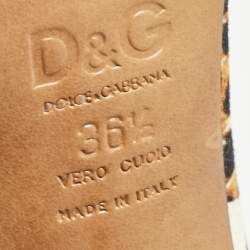 D&G
DOLCE & GABBANA
36½
VERO CUOIO
MADE IN ITALY